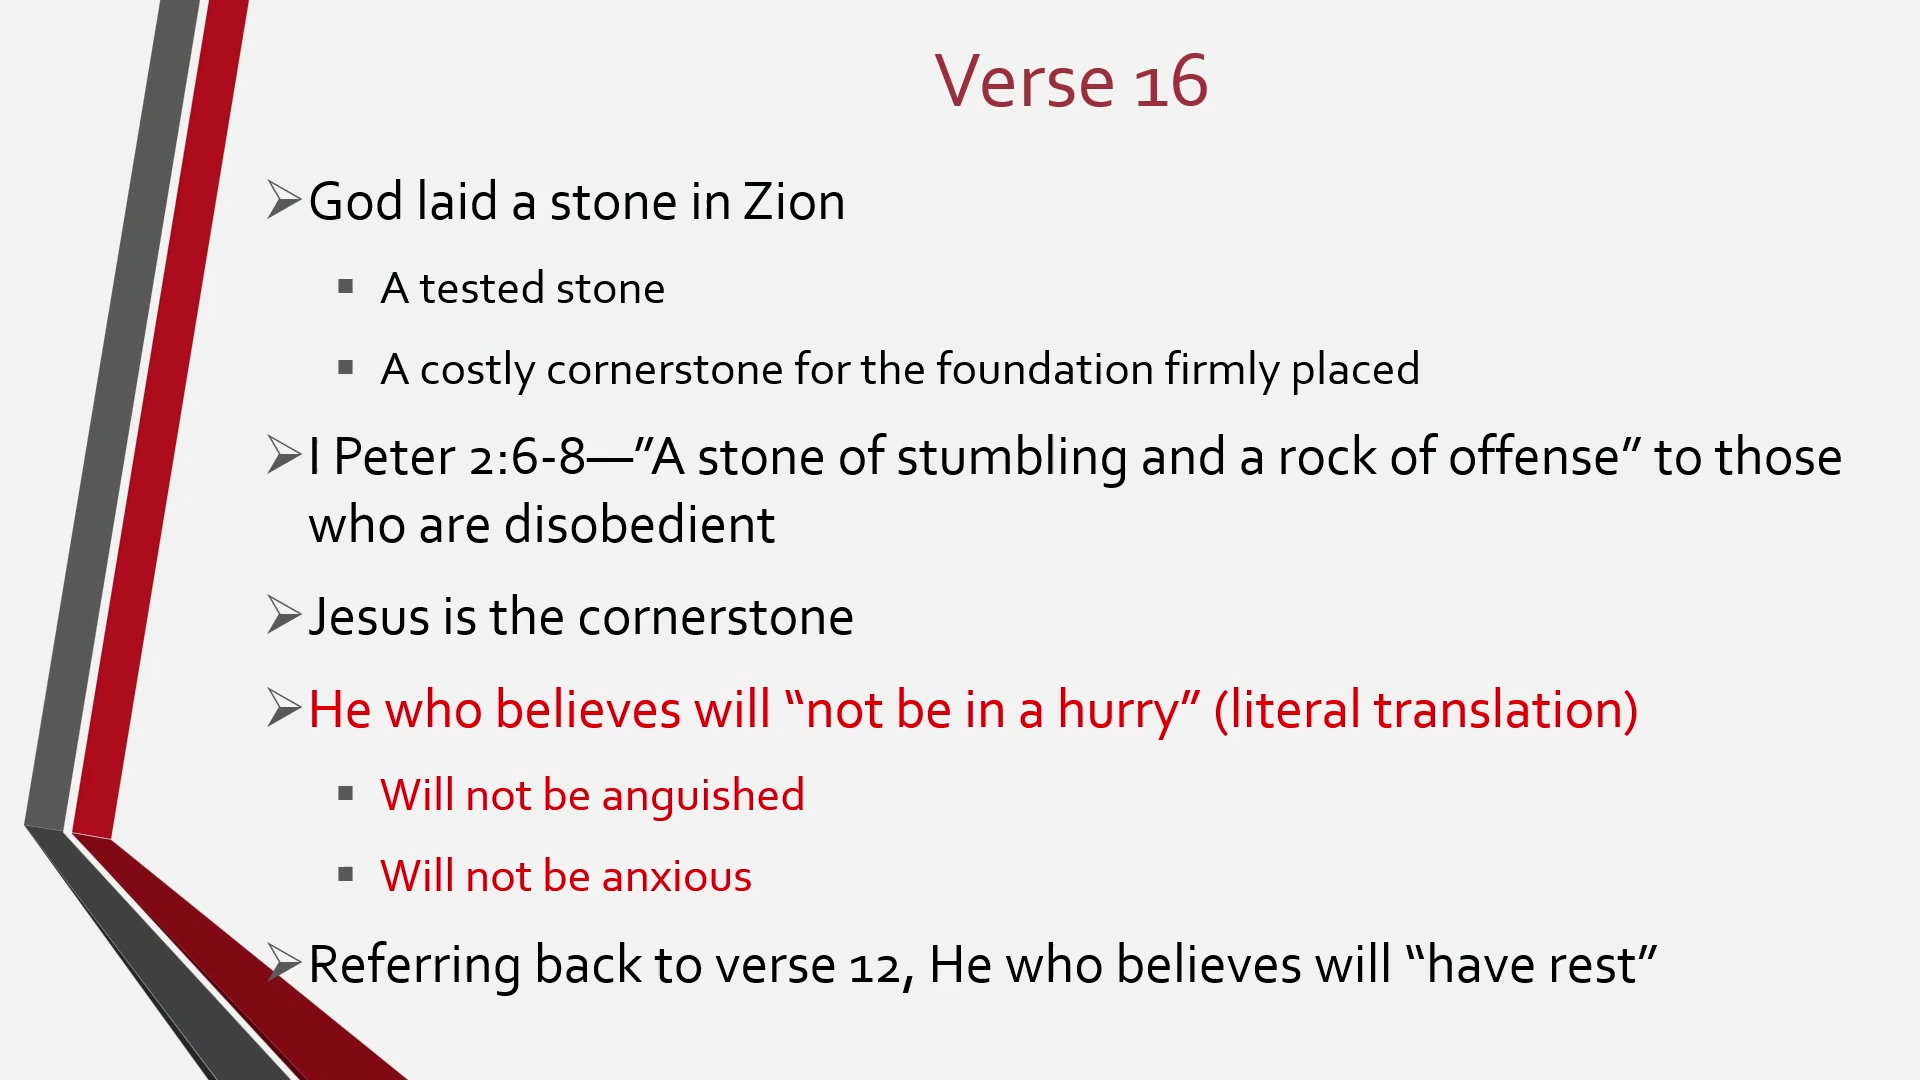 Verse 16
God laid a stone in Zion
A tested stone
A costly cornerstone for the foundation firmly placed
I Peter 2:6-8—”A stone of stumbling and a rock of offense” to those
who are disobedient
Jesus is the cornerstone
He who believes will “not be in a hurry” (literal translation)
Will not be anguished
Will not be anxious
Referring back to verse 12, He who believes will “have rest”